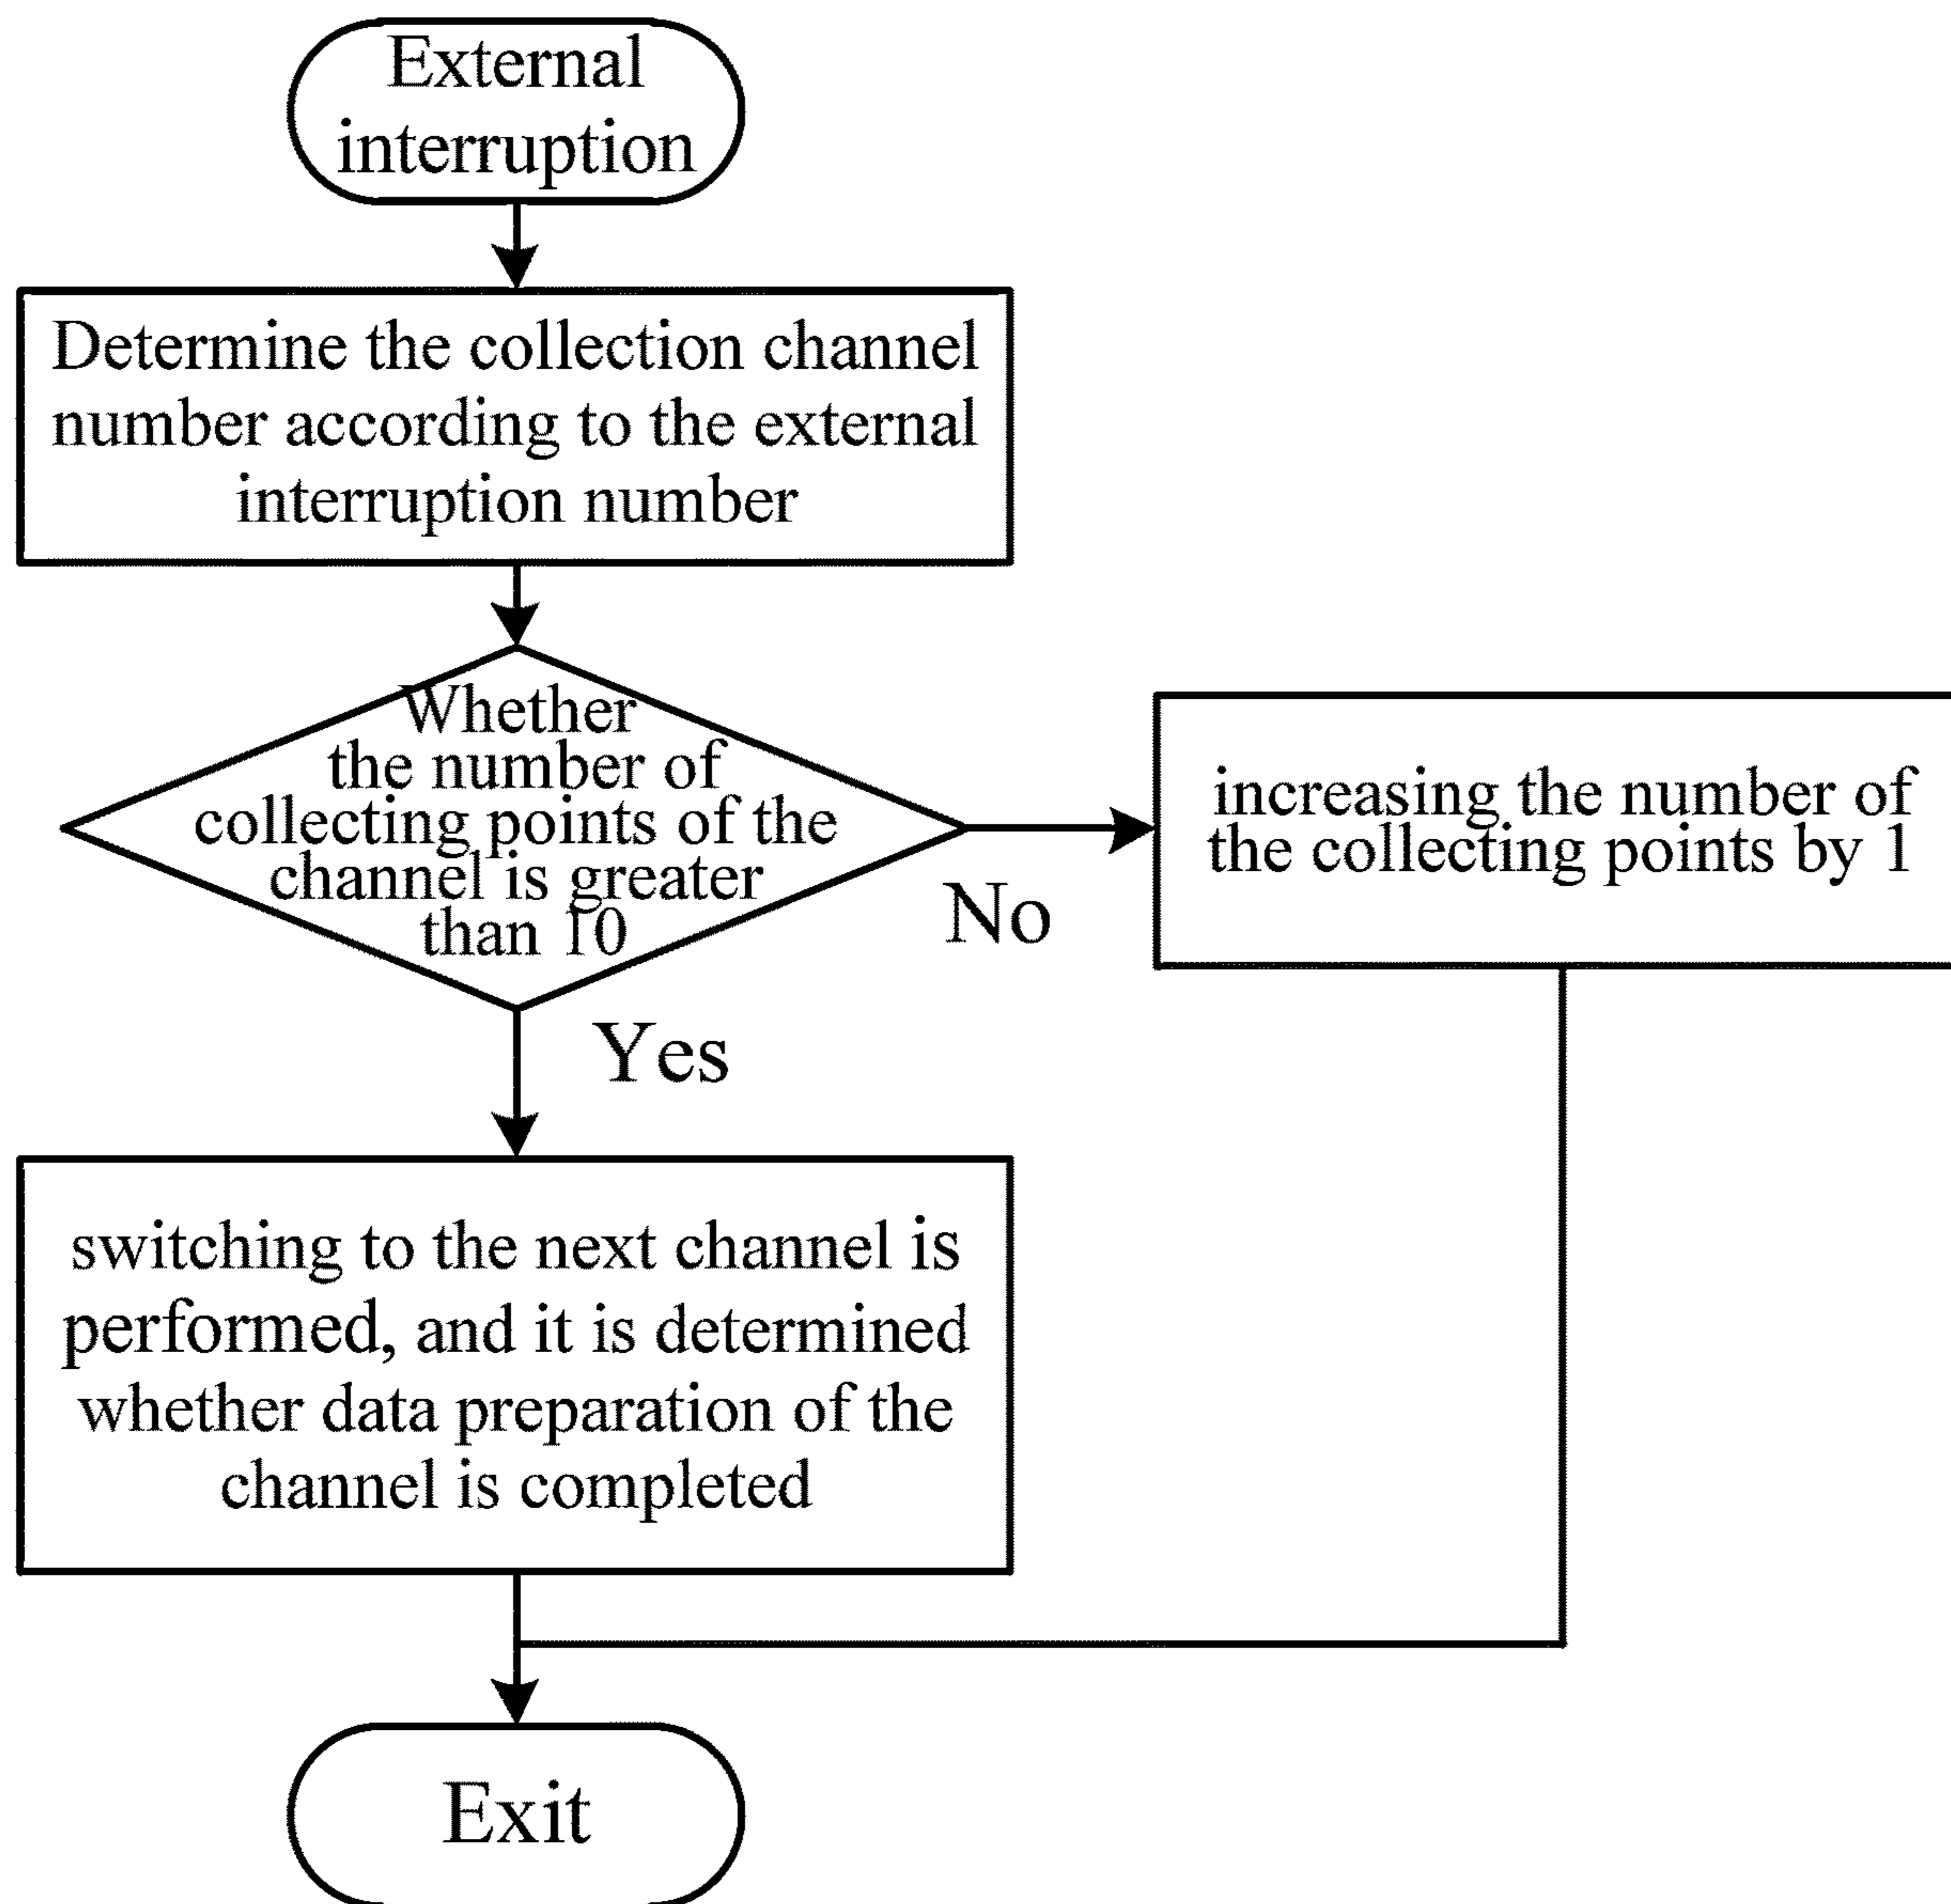 External
interruption
Determine the collection channel
number according to the external
interruption number
Whether
the number of
collecting points of the
channel is greater
than 10
No
increasing the number of
the collecting points by 1
Yes
switching to the next channel is
performed, and it is determined
whether data preparation of the
channel is completed
Exit